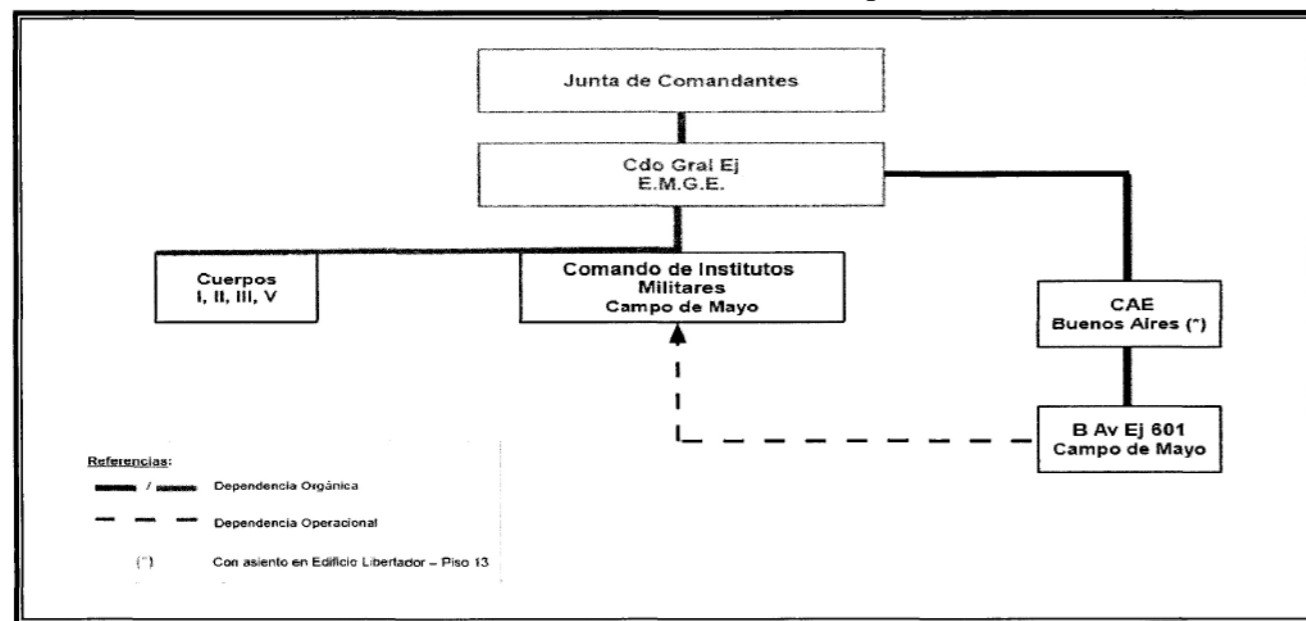 Junta de Comandantes
Cdo Gral Ej
E.M.G.E.
Cuerpos
I, II, III, V
Comando de Institutos
Militares
Campo de Mayo
CAE
Buenos Aires (*)
B Av Ej 601
Campo de Mayo
Referencias:
/ Dependencia Orgánica
Dependencia Operacional
(*) Con asiento en Edificio Libertador – Piso 13